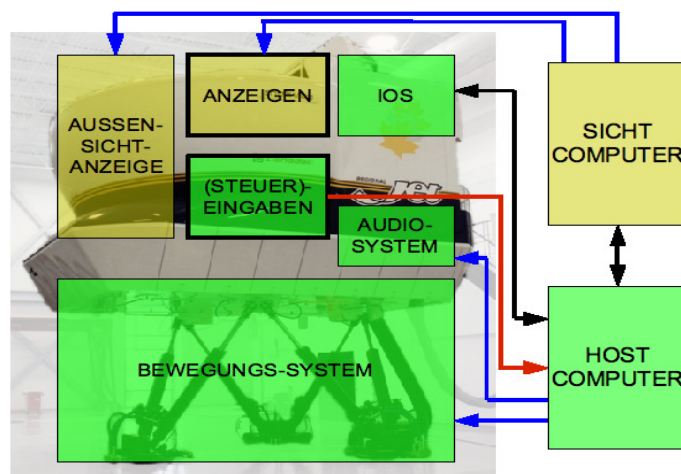 ANZEIGEN
IOS
AUSSEN-
SICHT-
ANZEIGE
SICHT
COMPUTER
(STEUER)-
EINGABEN
AUDIO-
SYSTEM
BEWEGUNGS-SYSTEM
HOST
COMPUTER